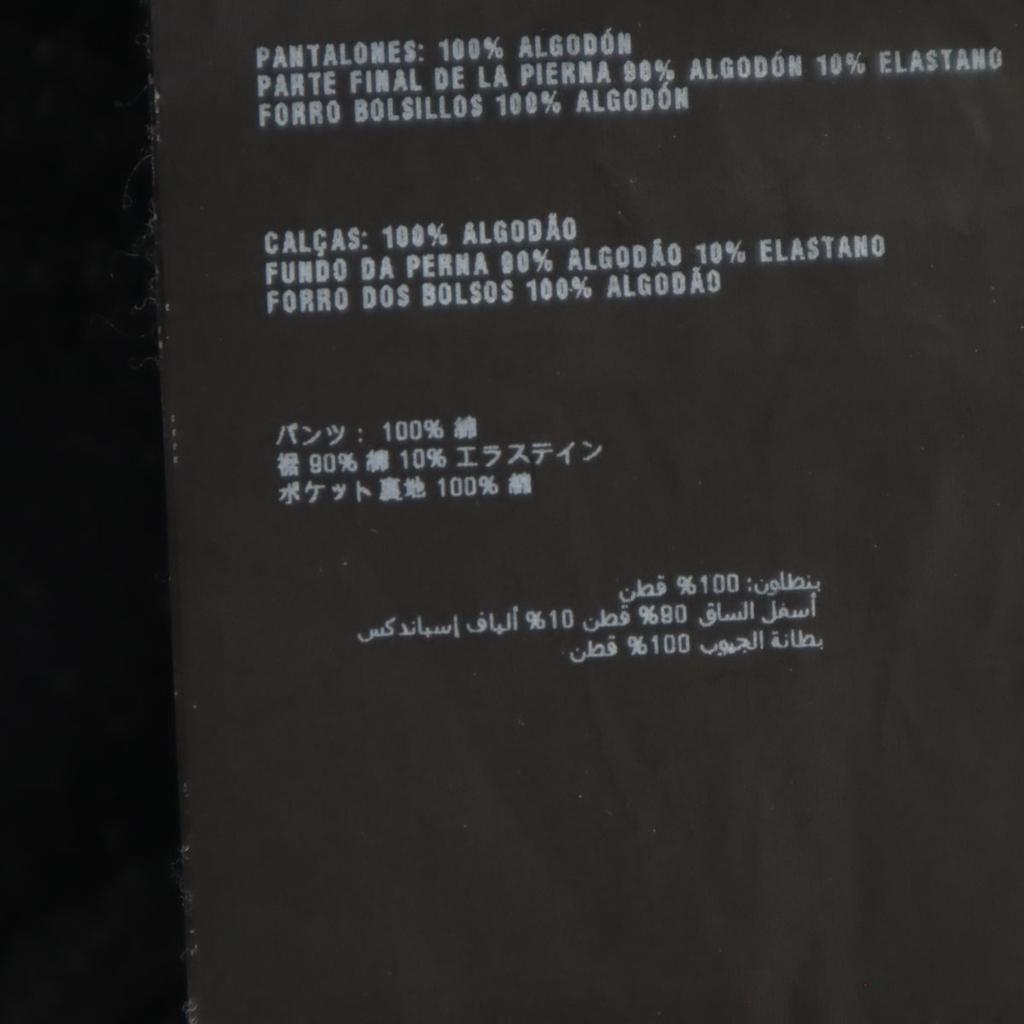 PANTALONES: 100% ALGODÓN
PARTE FINAL DE LA PIERNA 90% ALGODÓN 10% ELASTANO
FORRO BOLSILLOS 100% ALGODÓN
CALÇAS: 100% ALGODÃO
FUNDO DA PERNA 90% ALGODÃO 10% ELASTANO
FORRO DOS BOLSOS 100% ALGODÃO
パンツ： 100% 綿
裾 90% 綿 10% エラステイン
ポケット裏地 100% 綿
بنطلون: 100% قطن
أسفل الساق 90% قطن 10% ألياف إسباندكس
بطانة الجيوب 100% قطن